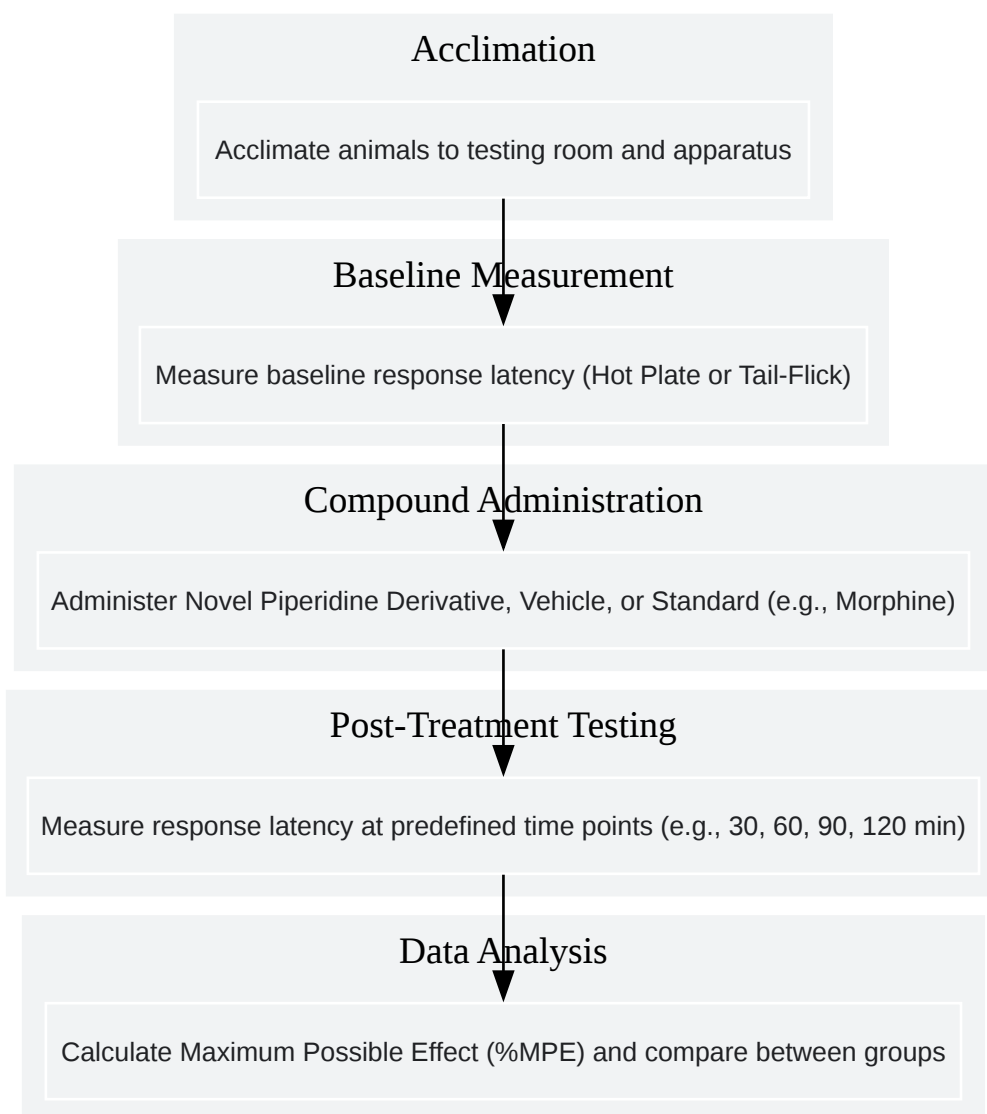 Acclimation
Acclimate animals to testing room and apparatus
Baseline Measurement
Measure baseline response latency (Hot Plate or Tail-Flick)
Compound Administration
Administer Novel Piperidine Derivative, Vehicle, or Standard (e.g., Morphine)
Post-Treatment Testing
Measure response latency at predefined time points (e.g., 30, 60, 90, 120 min)
Data Analysis
Calculate Maximum Possible Effect (%MPE) and compare between groups